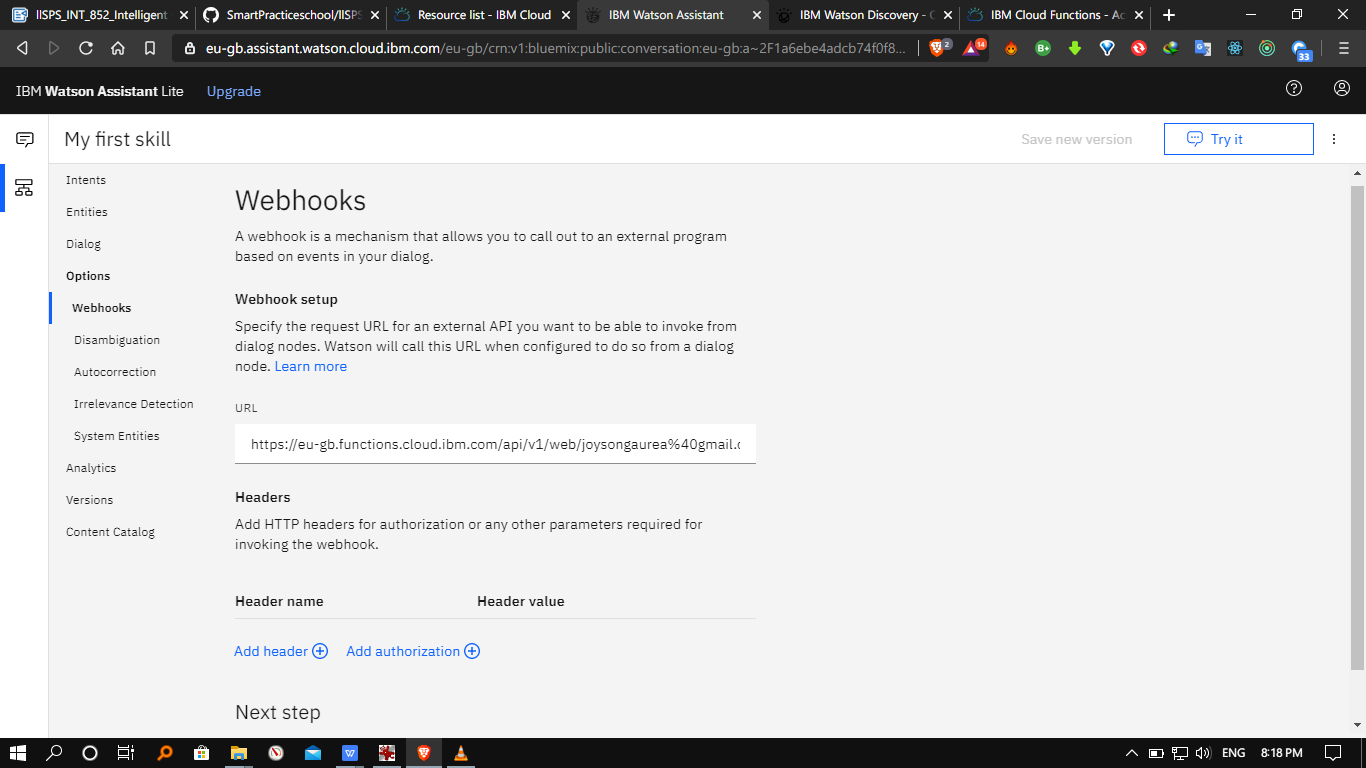 IISPS_INT_852_Intelligent
SmartPracticeschool/IISP
Resource list - IBM Cloud
IBM Watson Assistant
IBM Watson Discovery - C
IBM Cloud Functions - Ac
eu-gb.assistant.watson.cloud.ibm.com/eu-gb/crn:v1:bluemix:public:conversation:eu-gb:a~2F1a6ebe4adcb74f0f8...
2
14
B+
33
IBM Watson Assistant Lite
Upgrade
My first skill
Save new version
Try it
Intents
Entities
Dialog
Options
Webhooks
Disambiguation
Autocorrection
Irrelevance Detection
System Entities
Analytics
Versions
Content Catalog
Webhooks
A webhook is a mechanism that allows you to call out to an external program
based on events in your dialog.
Webhook setup
Specify the request URL for an external API you want to be able to invoke from
dialog nodes. Watson will call this URL when configured to do so from a dialog
node. Learn more
URL
https://eu-gb.functions.cloud.ibm.com/api/v1/web/joysongaurea%40gmail.c
Headers
Add HTTP headers for authorization or any other parameters required for
invoking the webhook.
Header name Header value
Add header Add authorization
Next step
W
ENG 8:18 PM